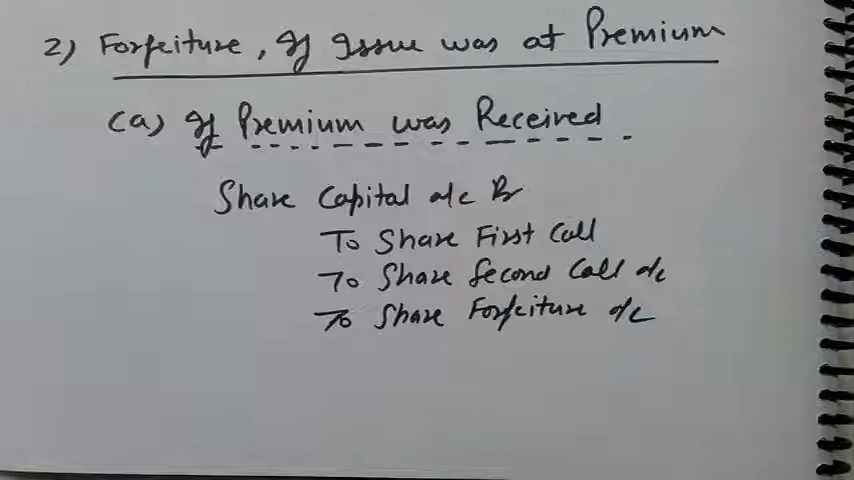 2) Forfeiture, If Issue was at Premium
(a) If Premium was Received
Share Capital a/c Dr
To Share First Call
To Share Second Call a/c
To Share Forfeiture a/c